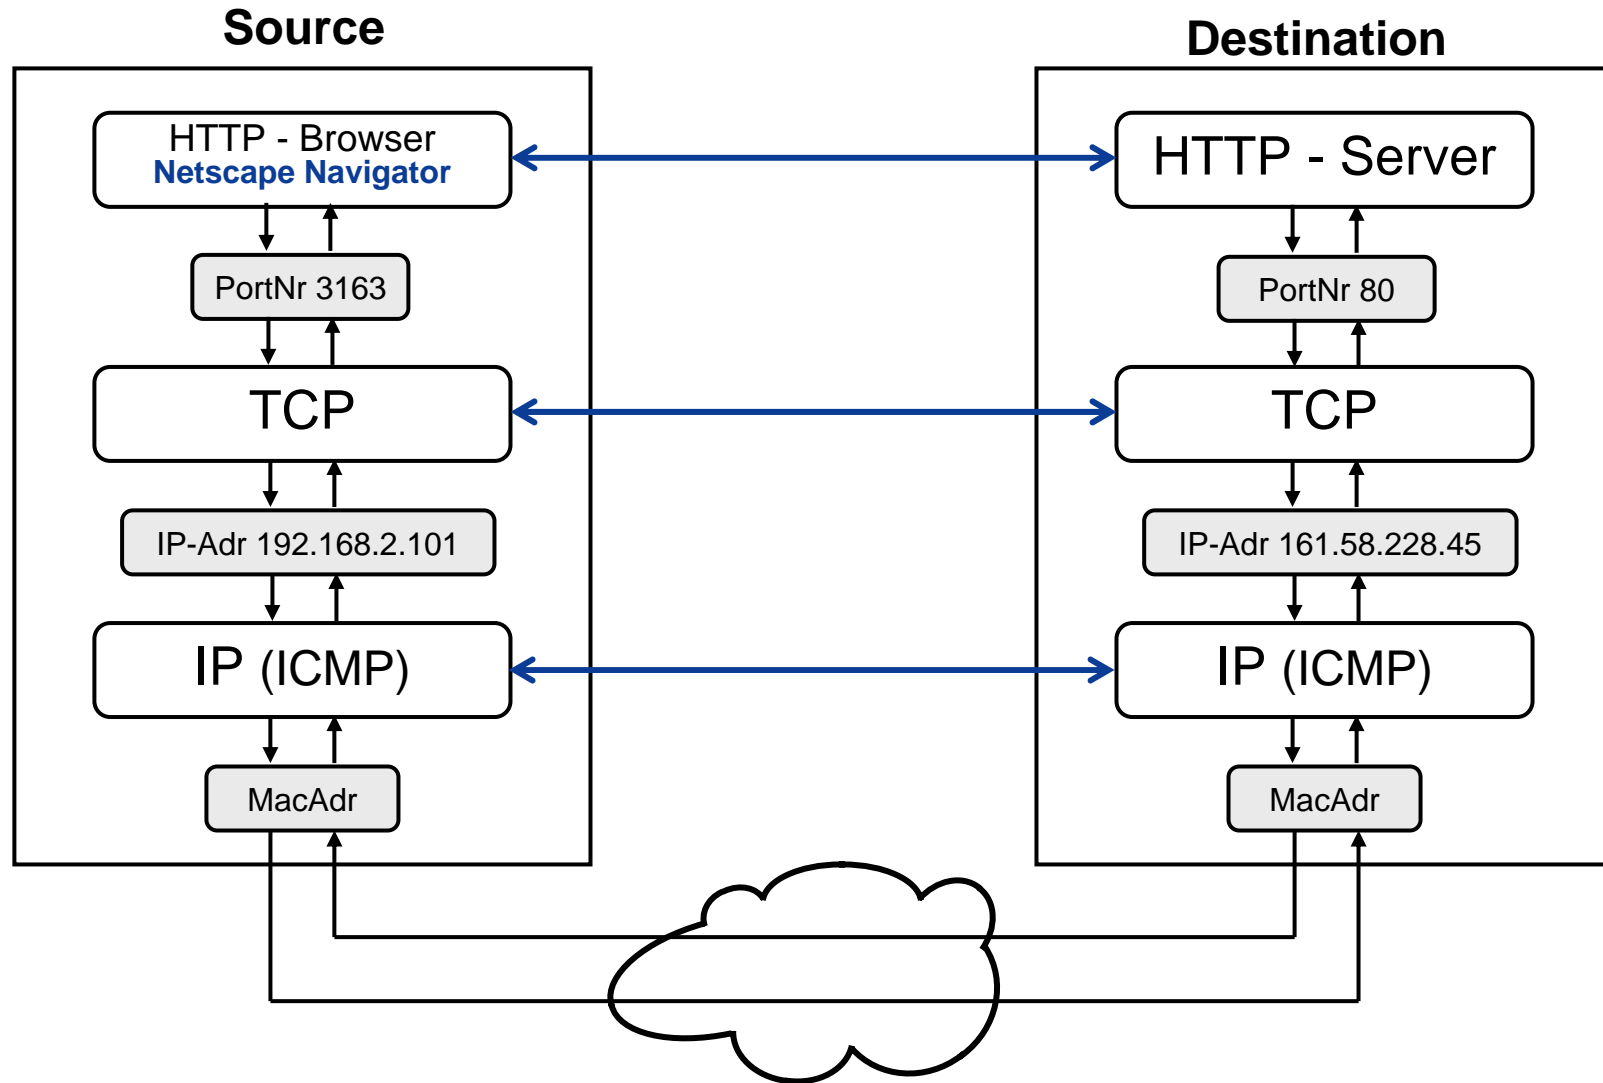 Source
HTTP - Browser
Netscape Navigator
PortNr 3163
TCP
IP-Adr 192.168.2.101
IP (ICMP)
MacAdr
Destination
HTTP - Server
PortNr 80
TCP
IP-Adr 161.58.228.45
IP (ICMP)
MacAdr